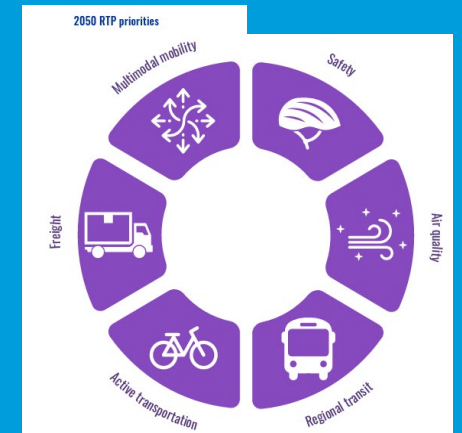 2050 RTP priorities
Multimodal mobility
Safety
Freight
Air quality
Active transportation
Regional transit